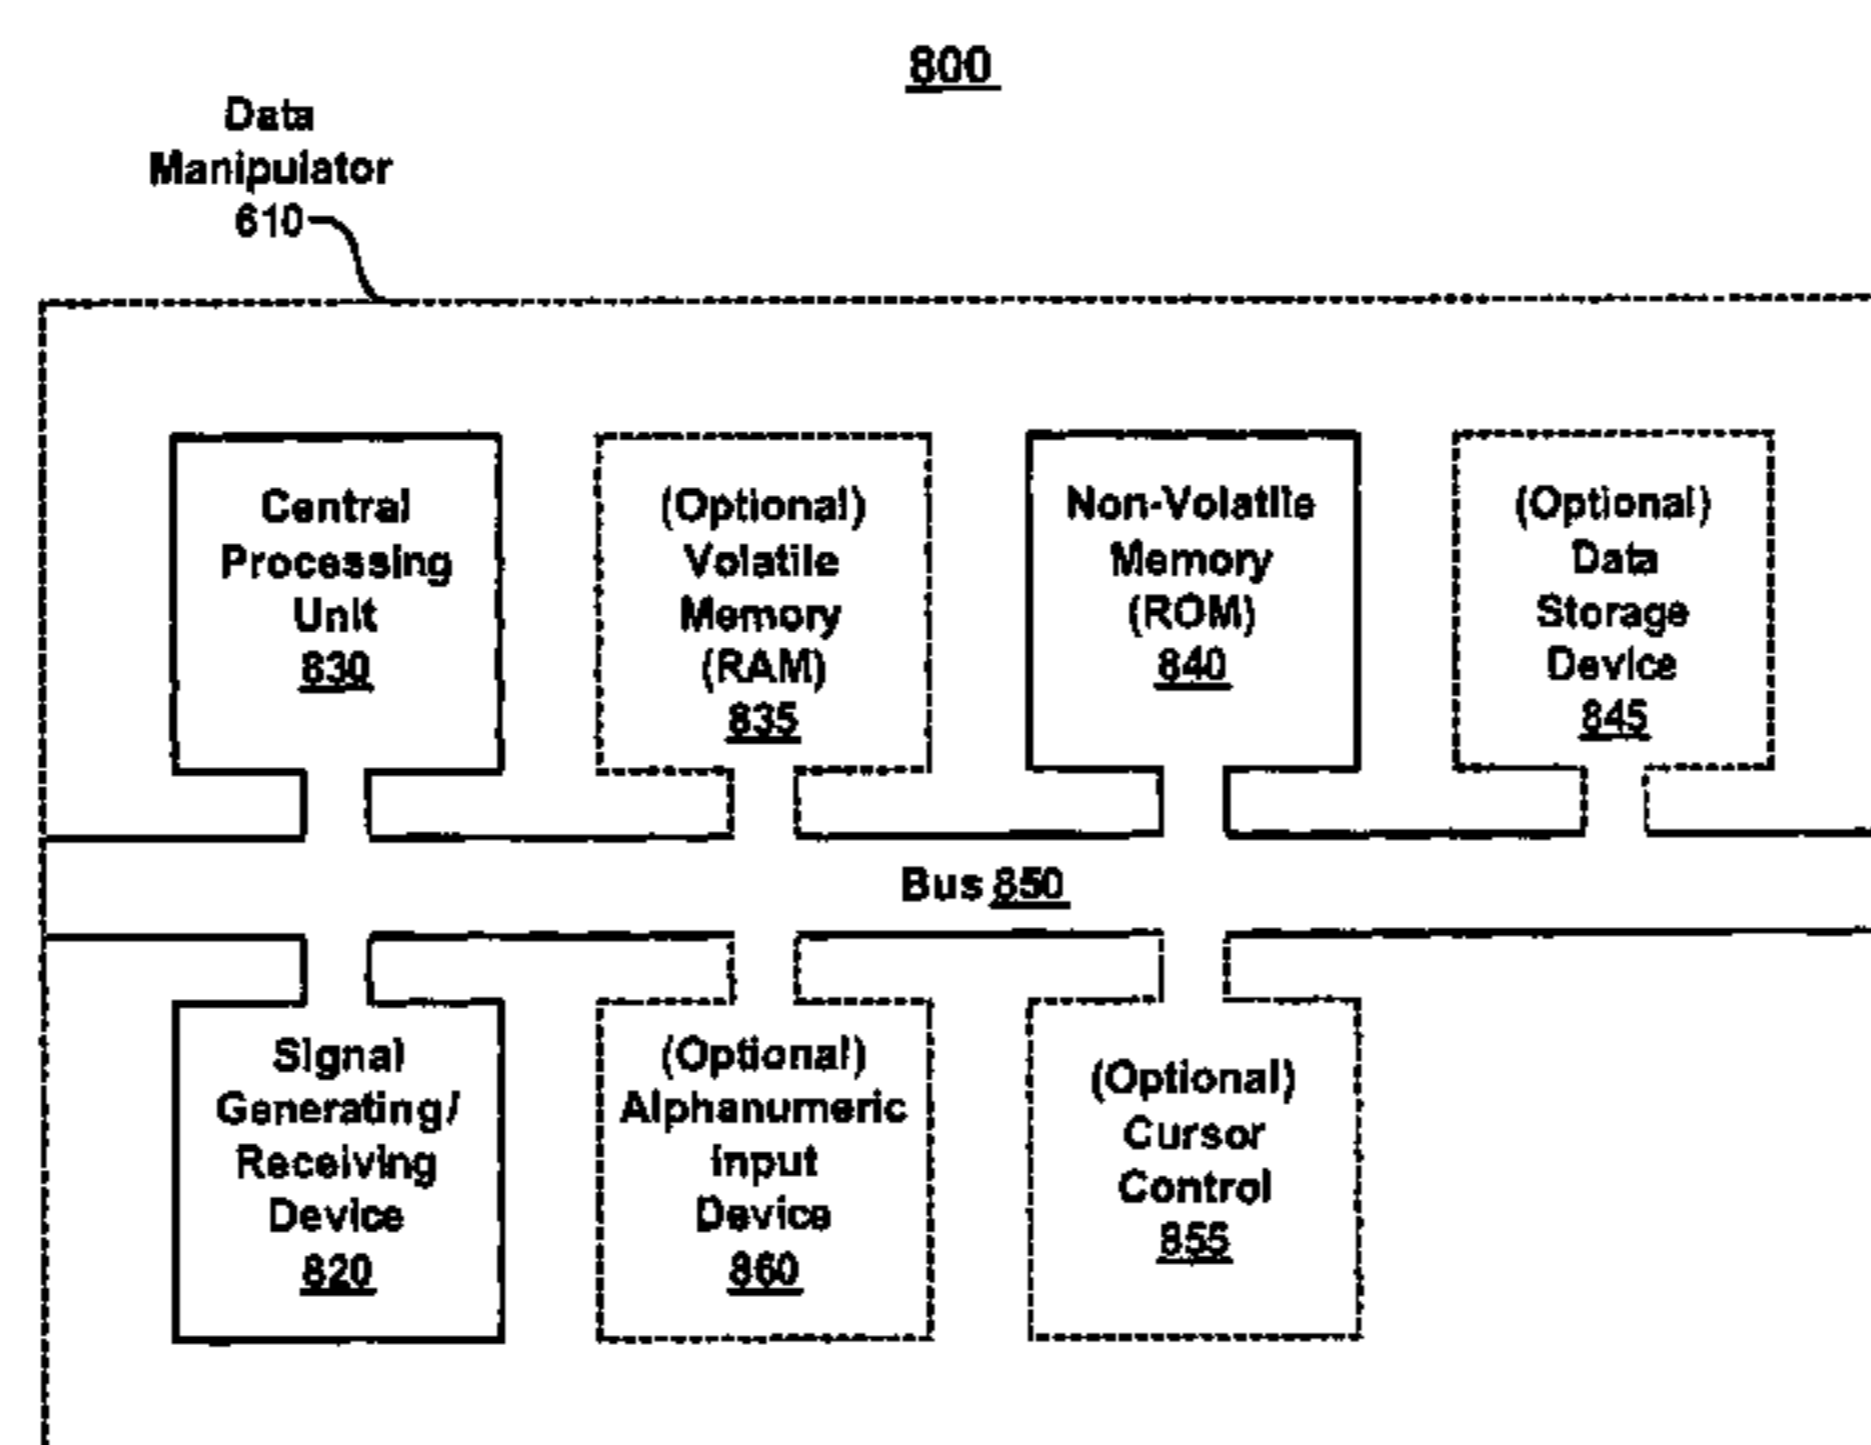 800
Data
Manipulator
610
Central
Processing
Unit
830
(Optional)
Volatile
Memory
(RAM)
835
Non-Volatile
Memory
(ROM)
840
(Optional)
Data
Storage
Device
845
Bus 850
Signal
Generating/
Receiving
Device
820
(Optional)
Alphanumeric
Input
Device
860
(Optional)
Cursor
Control
855